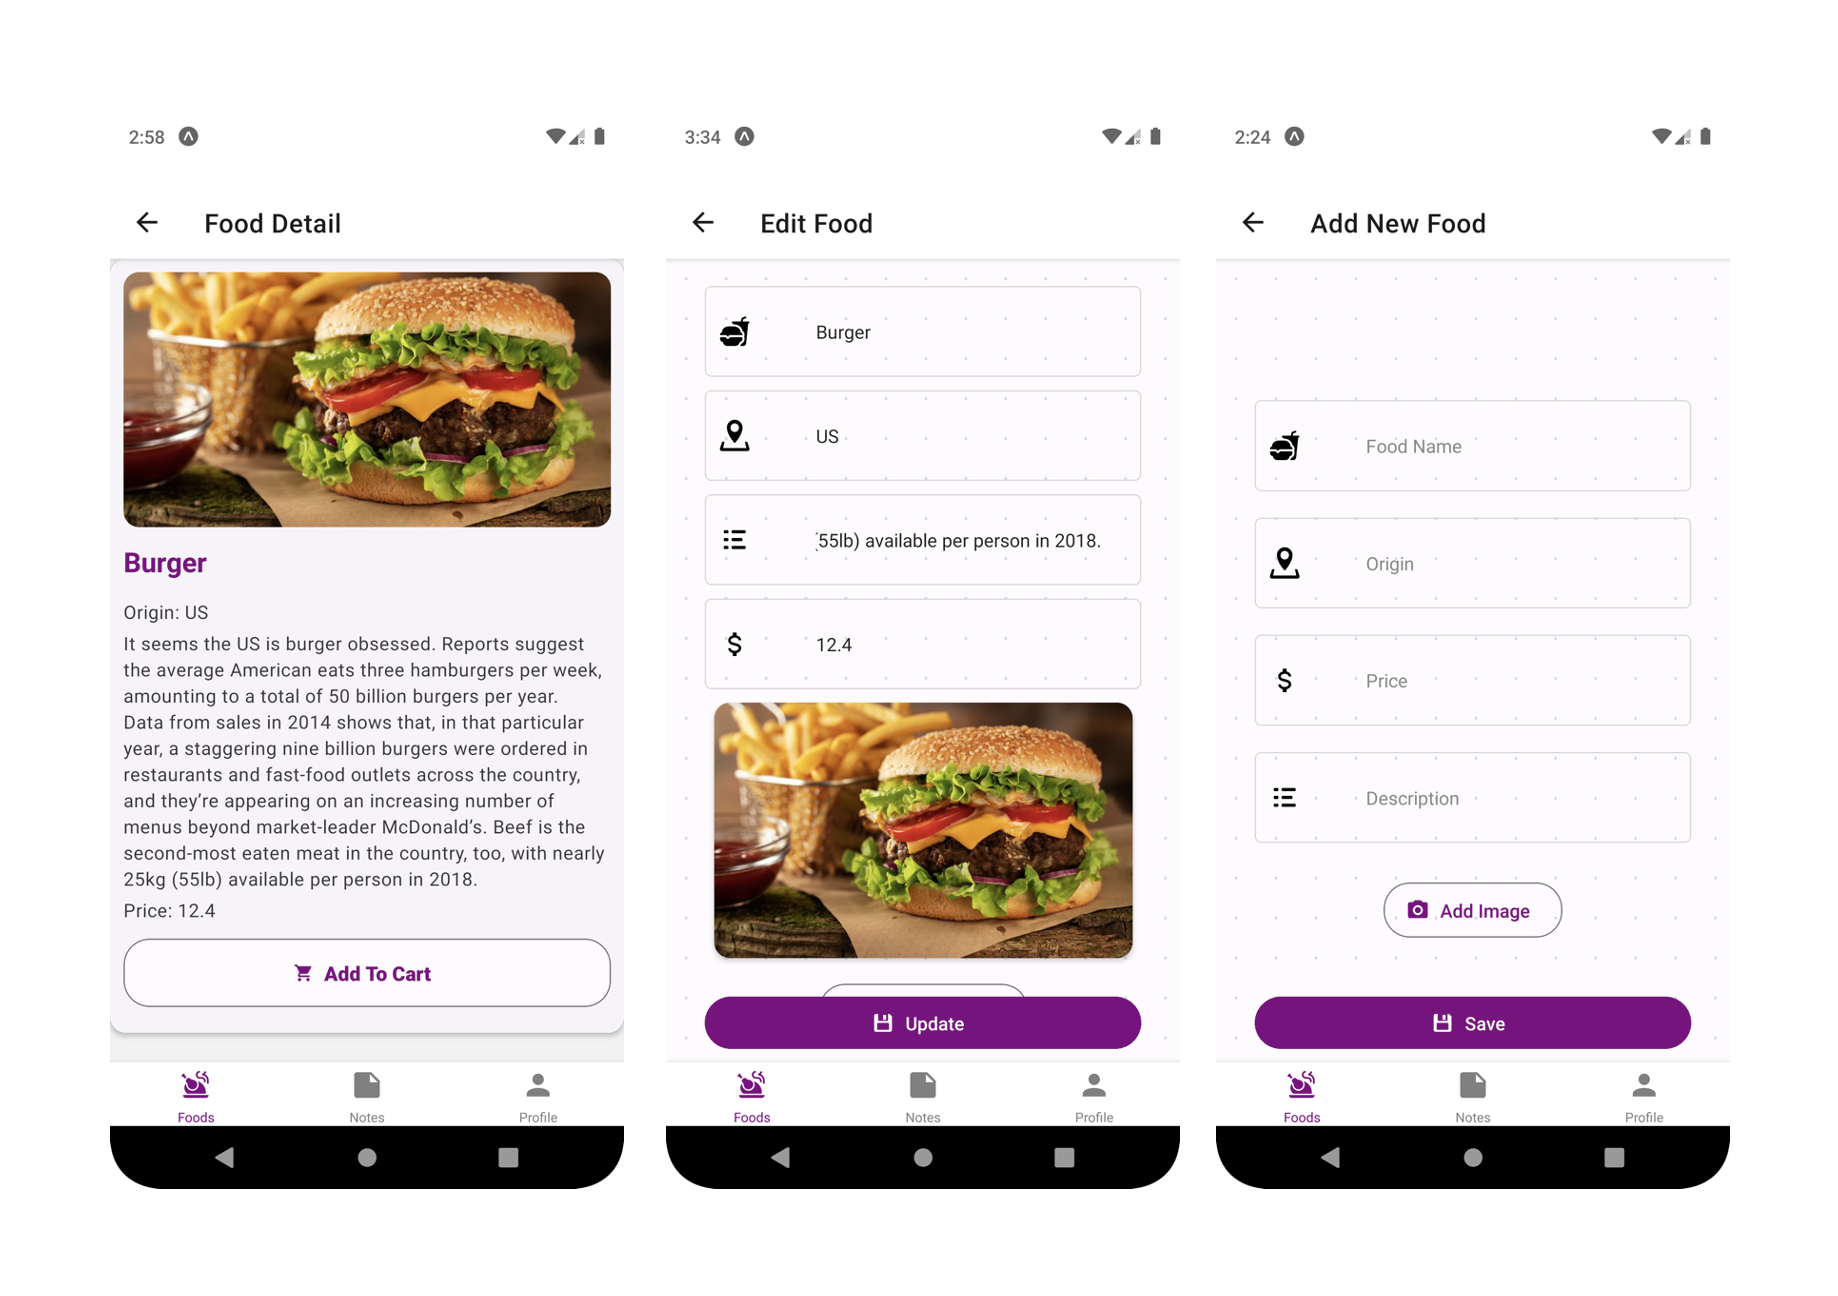 2:58
Food Detail
Burger
Origin: US
It seems the US is burger obsessed. Reports suggest
the average American eats three hamburgers per week,
amounting to a total of 50 billion burgers per year.
Data from sales in 2014 shows that, in that particular
year, a staggering nine billion burgers were ordered in
restaurants and fast-food outlets across the country,
and they’re appearing on an increasing number of
menus beyond market-leader McDonald’s. Beef is the
second-most eaten meat in the country, too, with nearly
25kg (55lb) available per person in 2018.
Price: 12.4
Add To Cart
Foods
Notes
Profile
3:34
Edit Food
Burger
US
(55lb) available per person in 2018.
$
12.4
Update
Foods
Notes
Profile
2:24
Add New Food
Food Name
Origin
$
Price
Description
Add Image
Save
Foods
Notes
Profile